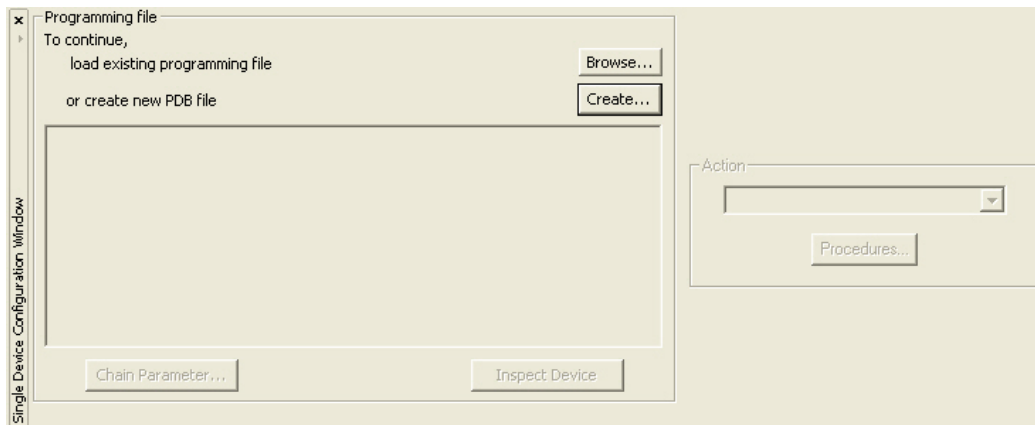 Programming file
To continue,
load existing programming file
Browse...
or create new PDB file
Create...
Action
Procedures...
Chain Parameter...
Inspect Device
Single Device Configuration Window